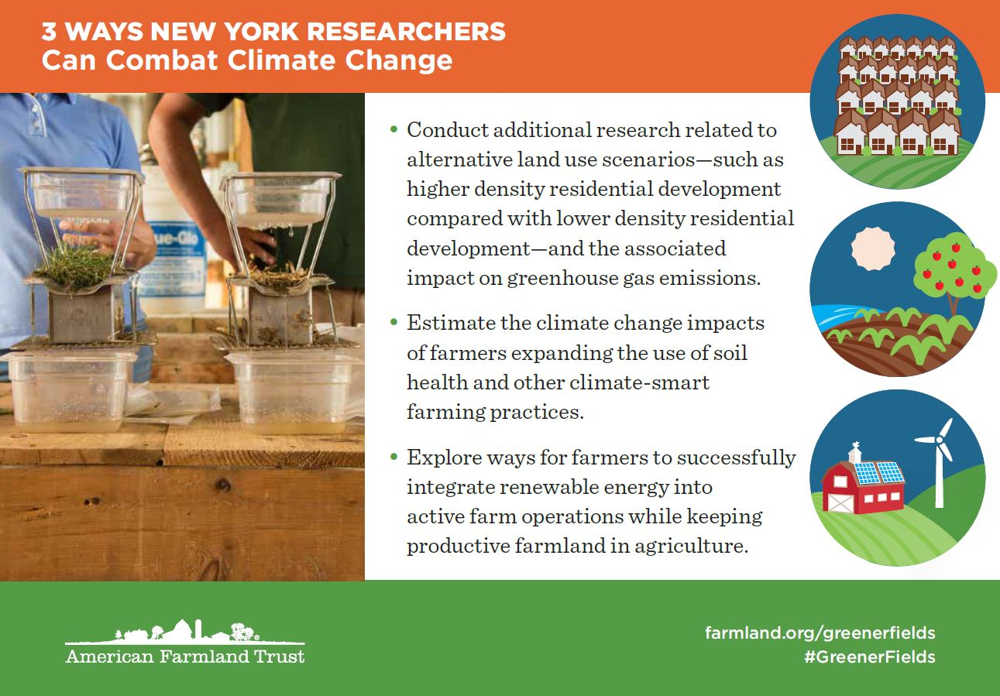 3 WAYS NEW YORK RESEARCHERS
Can Combat Climate Change
• Conduct additional research related to
alternative land use scenarios—such as
higher density residential development
compared with lower density residential
development—and the associated
impact on greenhouse gas emissions.
• Estimate the climate change impacts
of farmers expanding the use of soil
health and other climate-smart
farming practices.
• Explore ways for farmers to successfully
integrate renewable energy into
active farm operations while keeping
productive farmland in agriculture.
American Farmland Trust
farmland.org/greenerfields
#GreenerFields